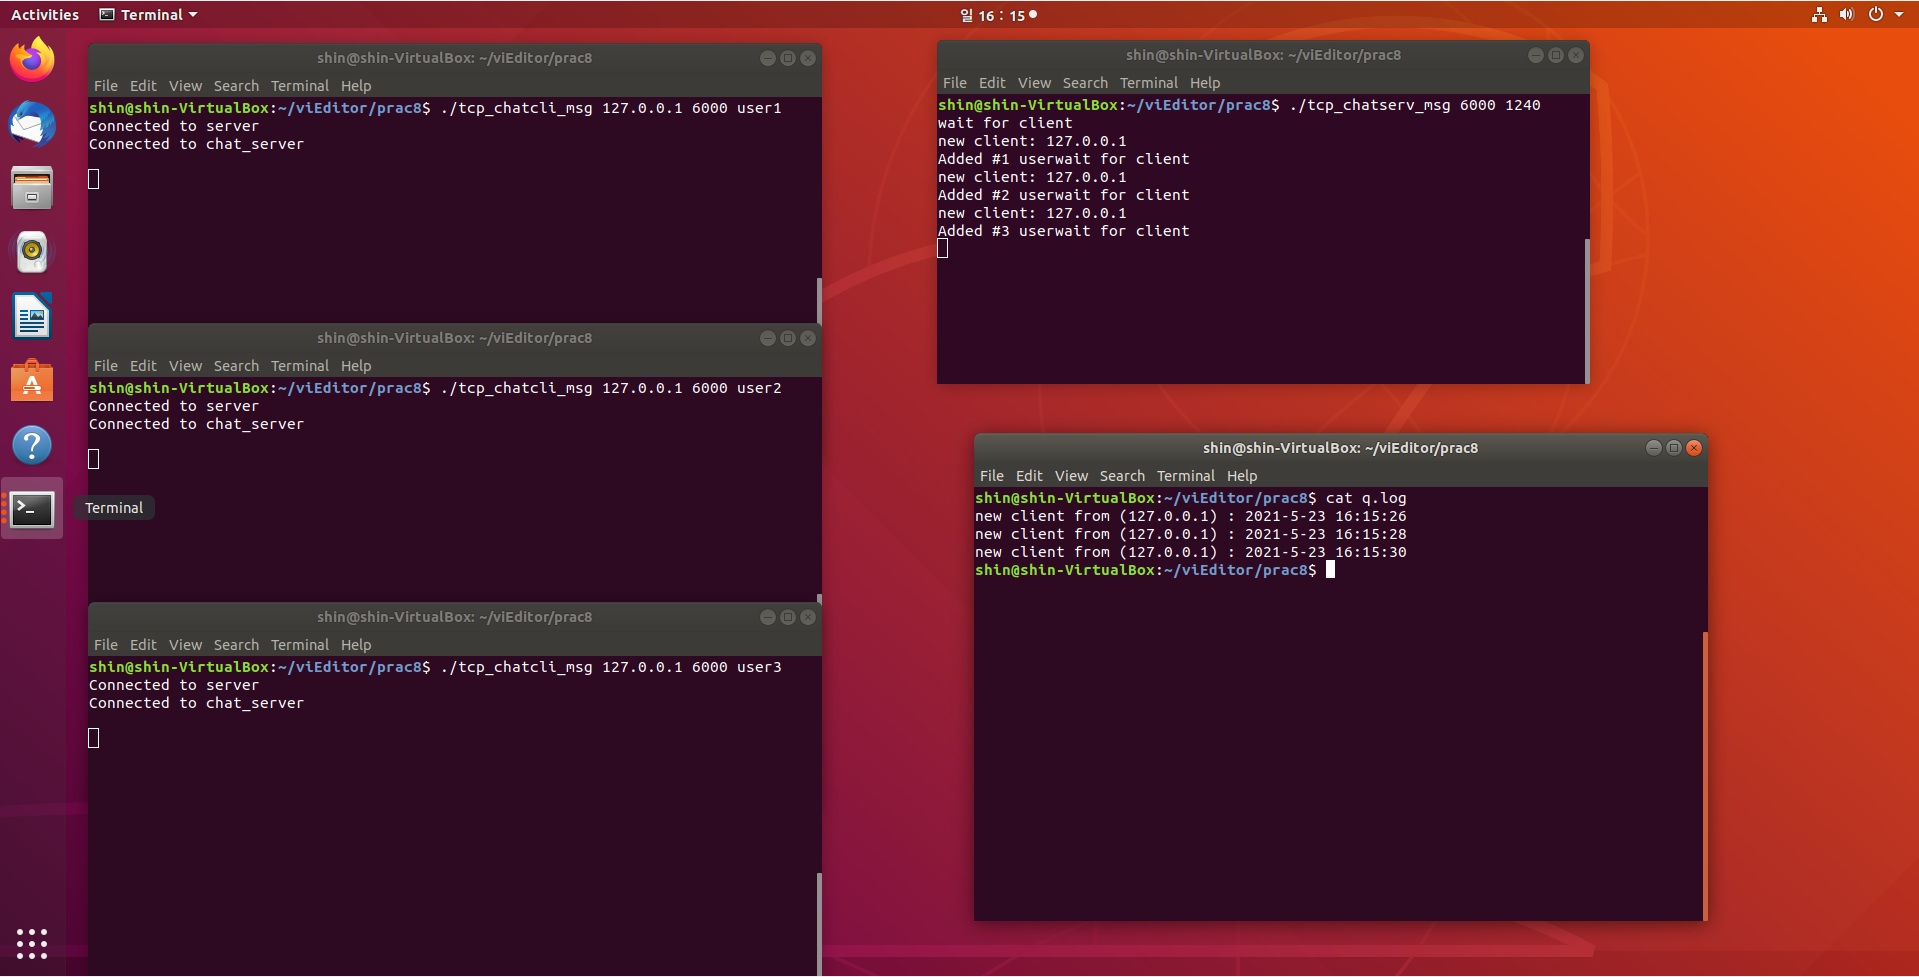 Activities Terminal 일 16 : 15
shin@shin-VirtualBox: ~/viEditor/prac8
File Edit View Search Terminal Help
shin@shin-VirtualBox:~/viEditor/prac8$ ./tcp_chatcli_msg 127.0.0.1 6000 user1
Connected to server
Connected to chat_server
shin@shin-VirtualBox: ~/viEditor/prac8
File Edit View Search Terminal Help
shin@shin-VirtualBox:~/viEditor/prac8$ ./tcp_chatcli_msg 127.0.0.1 6000 user2
Connected to server
Connected to chat_server
Terminal
shin@shin-VirtualBox: ~/viEditor/prac8
File Edit View Search Terminal Help
shin@shin-VirtualBox:~/viEditor/prac8$ ./tcp_chatcli_msg 127.0.0.1 6000 user3
Connected to server
Connected to chat_server
shin@shin-VirtualBox: ~/viEditor/prac8
File Edit View Search Terminal Help
shin@shin-VirtualBox:~/viEditor/prac8$ ./tcp_chatserv_msg 6000 1240
wait for client
new client: 127.0.0.1
Added #1 userwait for client
new client: 127.0.0.1
Added #2 userwait for client
new client: 127.0.0.1
Added #3 userwait for client
shin@shin-VirtualBox: ~/viEditor/prac8
File Edit View Search Terminal Help
shin@shin-VirtualBox:~/viEditor/prac8$ cat q.log
new client from (127.0.0.1) : 2021-5-23 16:15:26
new client from (127.0.0.1) : 2021-5-23 16:15:28
new client from (127.0.0.1) : 2021-5-23 16:15:30
shin@shin-VirtualBox:~/viEditor/prac8$